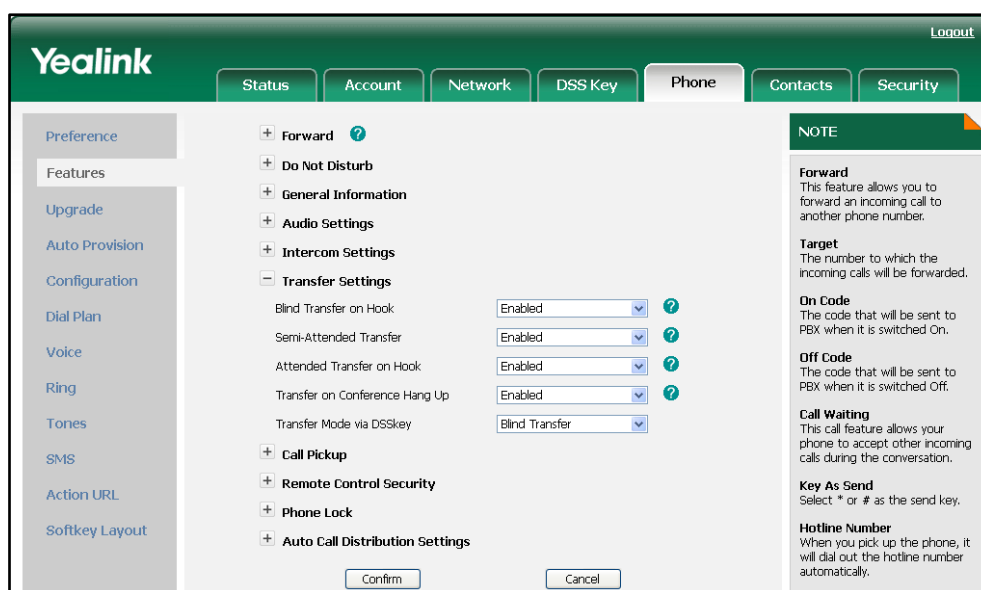 Logout
Yealink
Status
Account
Network
DSS Key
Phone
Contacts
Security
Preference
Features
Upgrade
Auto Provision
Configuration
Dial Plan
Voice
Ring
Tones
SMS
Action URL
Softkey Layout
+ Forward ?
+ Do Not Disturb
+ General Information
+ Audio Settings
+ Intercom Settings
− Transfer Settings
Blind Transfer on Hook Enabled ?
Semi-Attended Transfer Enabled ?
Attended Transfer on Hook Enabled ?
Transfer on Conference Hang Up Enabled ?
Transfer Mode via DSSkey Blind Transfer
+ Call Pickup
+ Remote Control Security
+ Phone Lock
+ Auto Call Distribution Settings
Confirm
Cancel
NOTE
Forward
This feature allows you to
forward an incoming call to
another phone number.
Target
The number to which the
incoming calls will be forwarded.
On Code
The code that will be sent to
PBX when it is switched On.
Off Code
The code that will be sent to
PBX when it is switched Off.
Call Waiting
This call feature allows your
phone to accept other incoming
calls during the conversation.
Key As Send
Select * or # as the send key.
Hotline Number
When you pick up the phone, it
will dial out the hotline number
automatically.